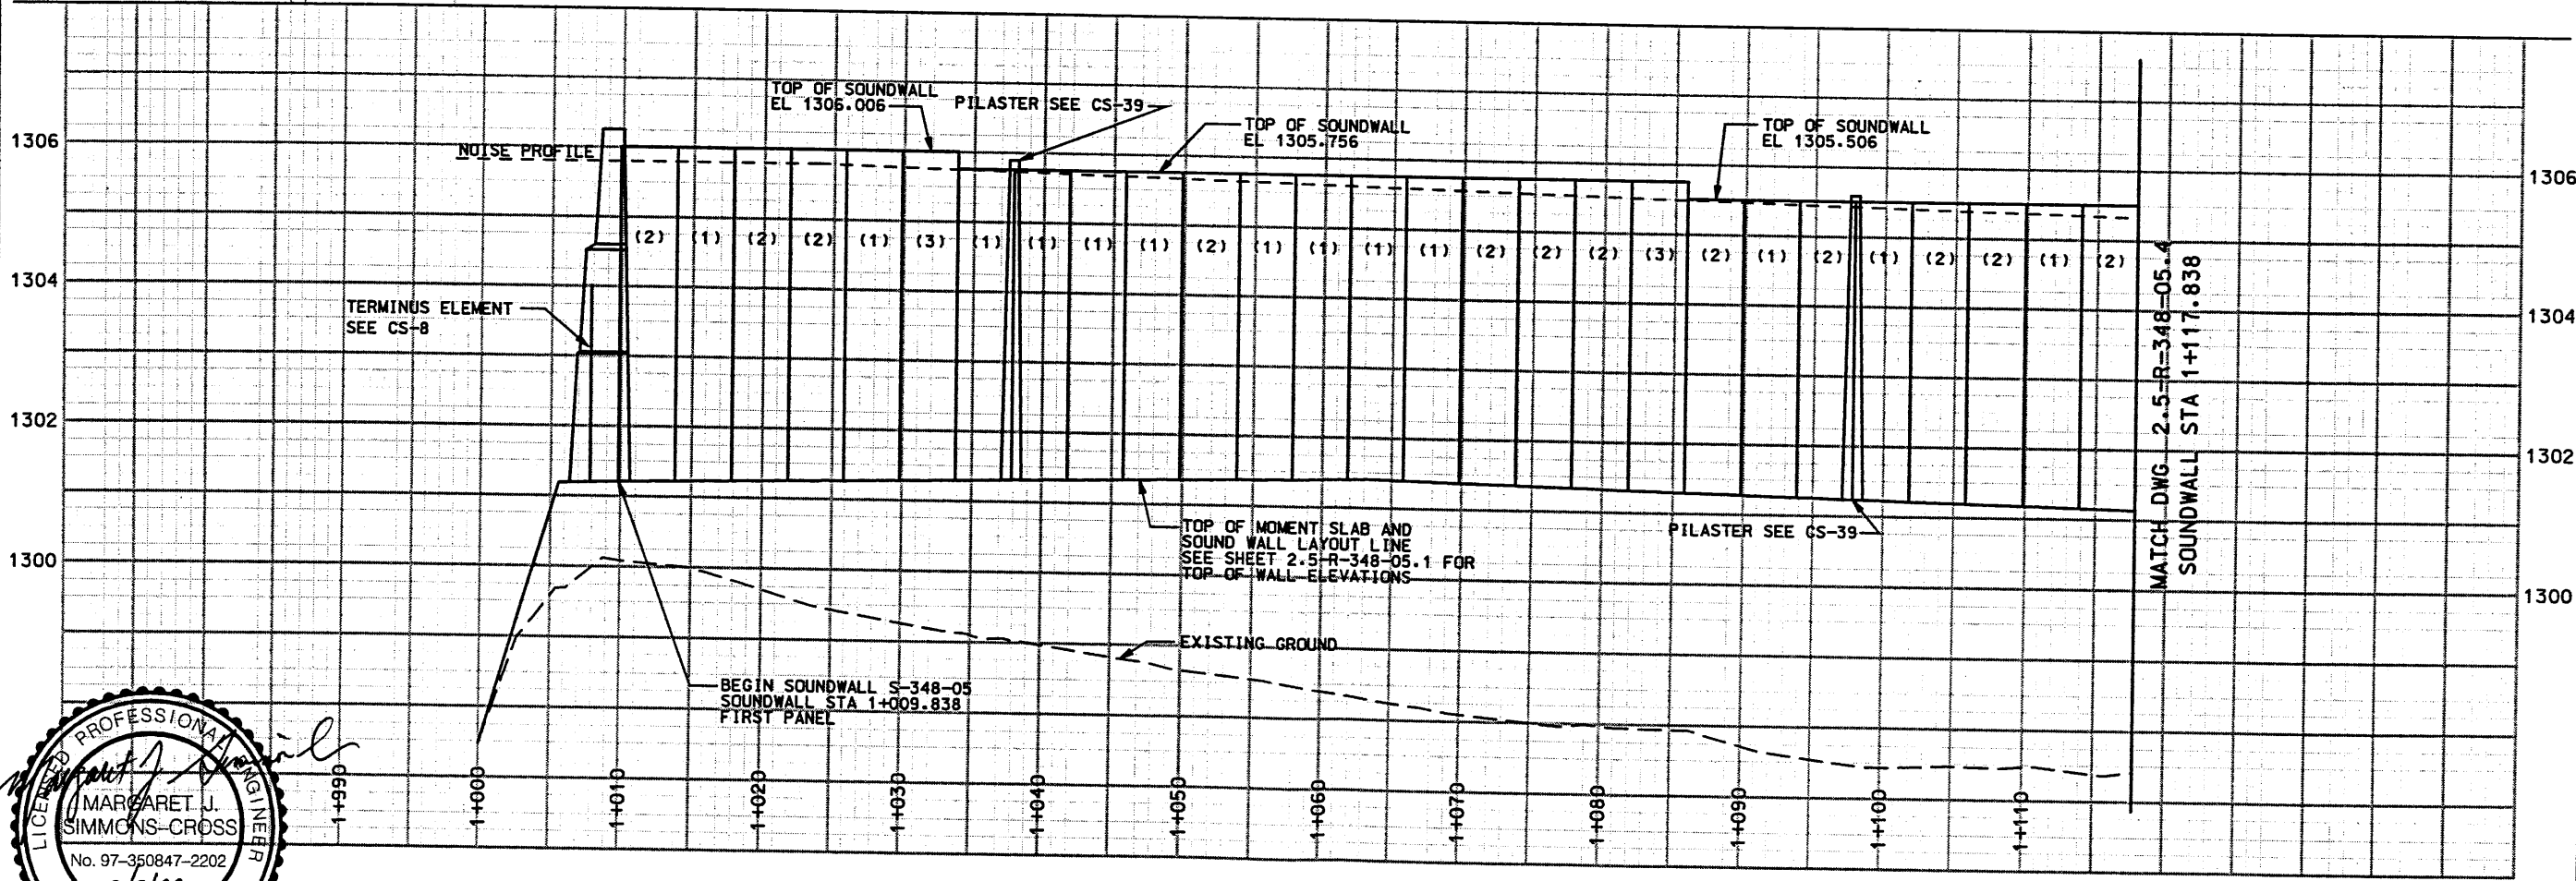 TOP OF SOUNDWALL
EL 1306.006
PILASTER SEE CS-39
TOP OF SOUNDWALL
EL 1305.756
TOP OF SOUNDWALL
EL 1305.506
1306
NOISE PROFILE
1306
(2) (1) (2) (2) (1) (3) (1) (1) (1) (1) (2) (1) (1) (1) (1) (2) (2) (2) (3) (2) (1) (2) (1) (2) (2) (1) (2)
1304
TERMINUS ELEMENT
SEE CS-8
1304
1302
1302
MATCH DWG 2.5-R-348-05.4
SOUNDWALL STA 1+117.838
TOP OF MOMENT SLAB AND
SOUND WALL LAYOUT LINE
SEE SHEET 2.5-R-348-05.1 FOR
TOP OF WALL ELEVATIONS
PILASTER SEE CS-39
1300
1300
EXISTING GROUND
BEGIN SOUNDWALL S-348-05
SOUNDWALL STA 1+009.838
FIRST PANEL
1+990
1+000
1+010
1+020
1+030
1+040
1+050
1+060
1+070
1+080
1+090
1+100
1+110
LICENSED PROFESSIONAL ENGINEER
MARGARET J.
SIMMONS-CROSS
No. 97-350847-2202